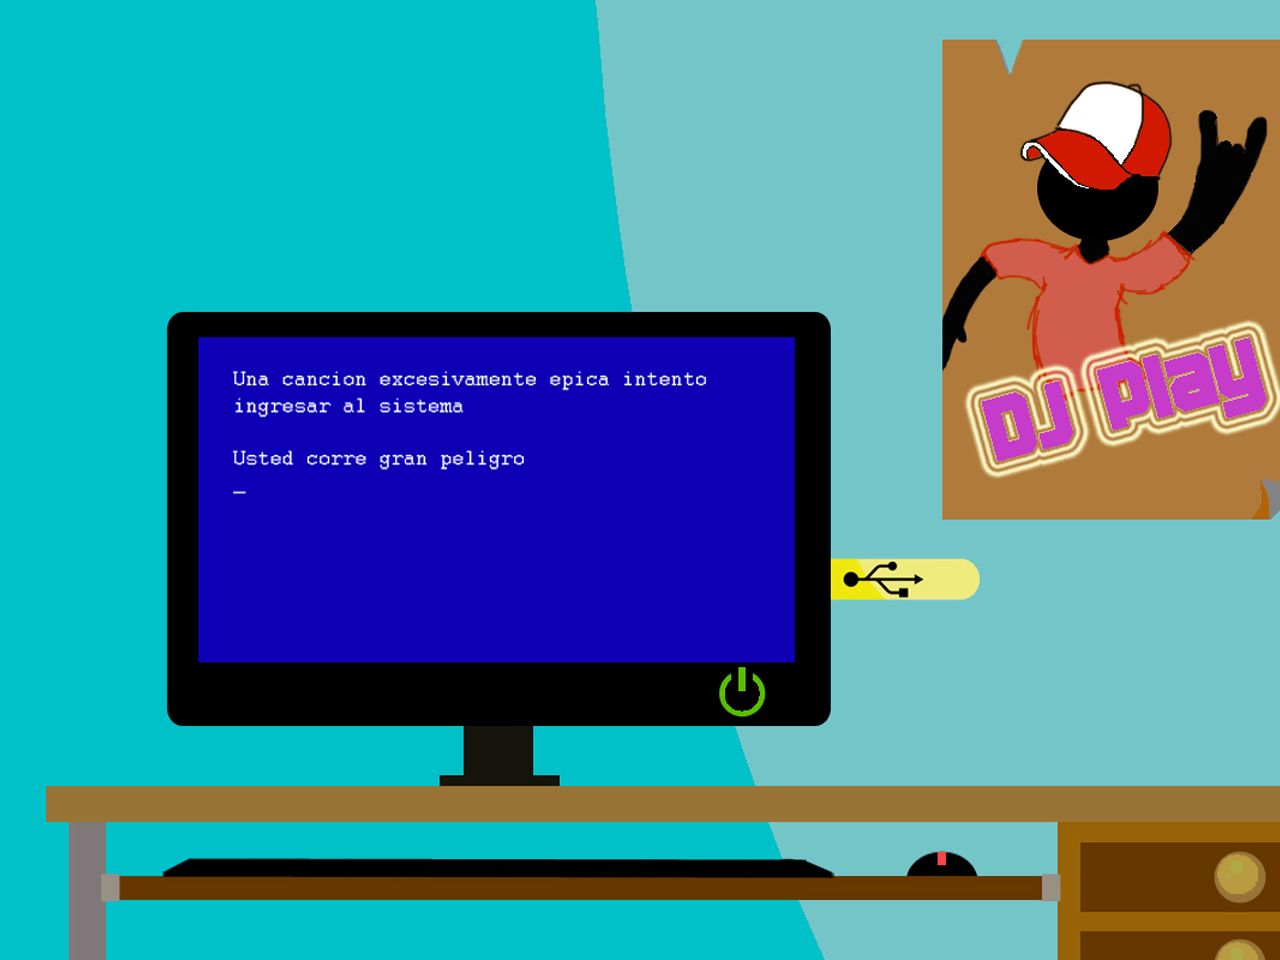 Una cancion excesivamente epica intento
ingresar al sistema
Usted corre gran peligro
_
DJ Play